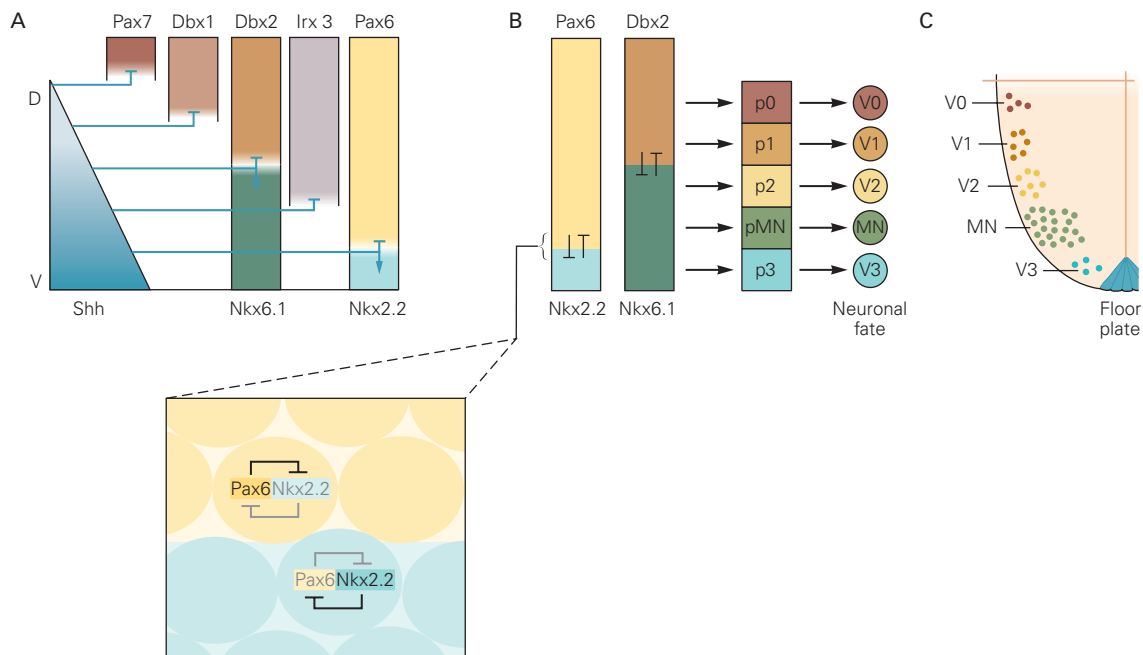 A
Pax7 Dbx1 Dbx2 Irx 3 Pax6
D
V
Shh
Nkx6.1
Nkx2.2
B
Pax6 Dbx2
Nkx2.2 Nkx6.1
p0 V0
p1 V1
p2 V2
pMN MN
p3 V3
Neuronal
fate
C
V0
V1
V2
MN
V3
Floor
plate
Pax6 Nkx2.2
Pax6 Nkx2.2